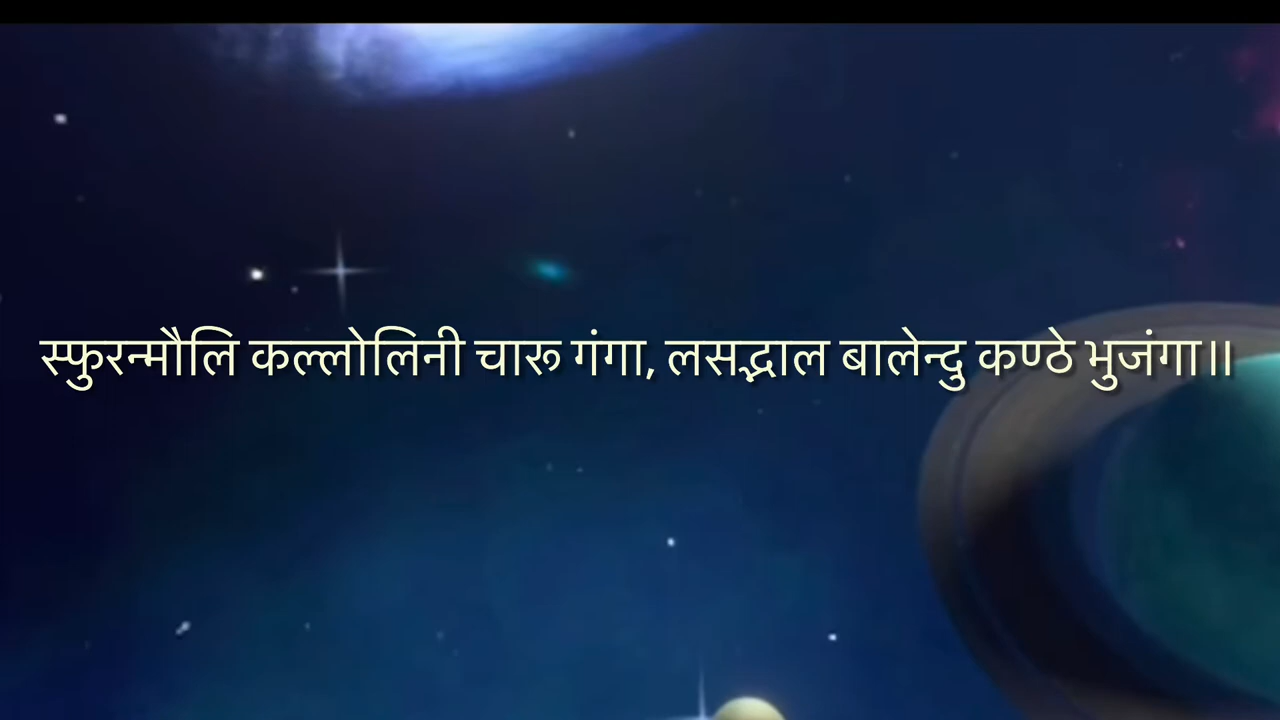 स्फुरन्मौलि कल्लोलिनी चारू गंगा, लसद्भाल बालेन्दु कण्ठे भुजंगा॥